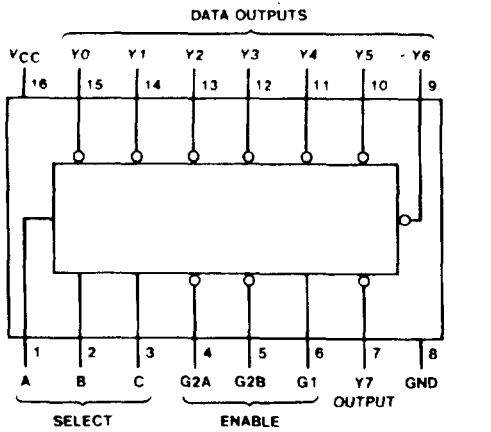 DATA OUTPUTS
VCC Y0 Y1 Y2 Y3 Y4 Y5 Y6
16 15 14 13 12 11 10 9
1 2 3 4 5 6 7 8
A B C G2A G2B G1 Y7 GND
OUTPUT
SELECT ENABLE